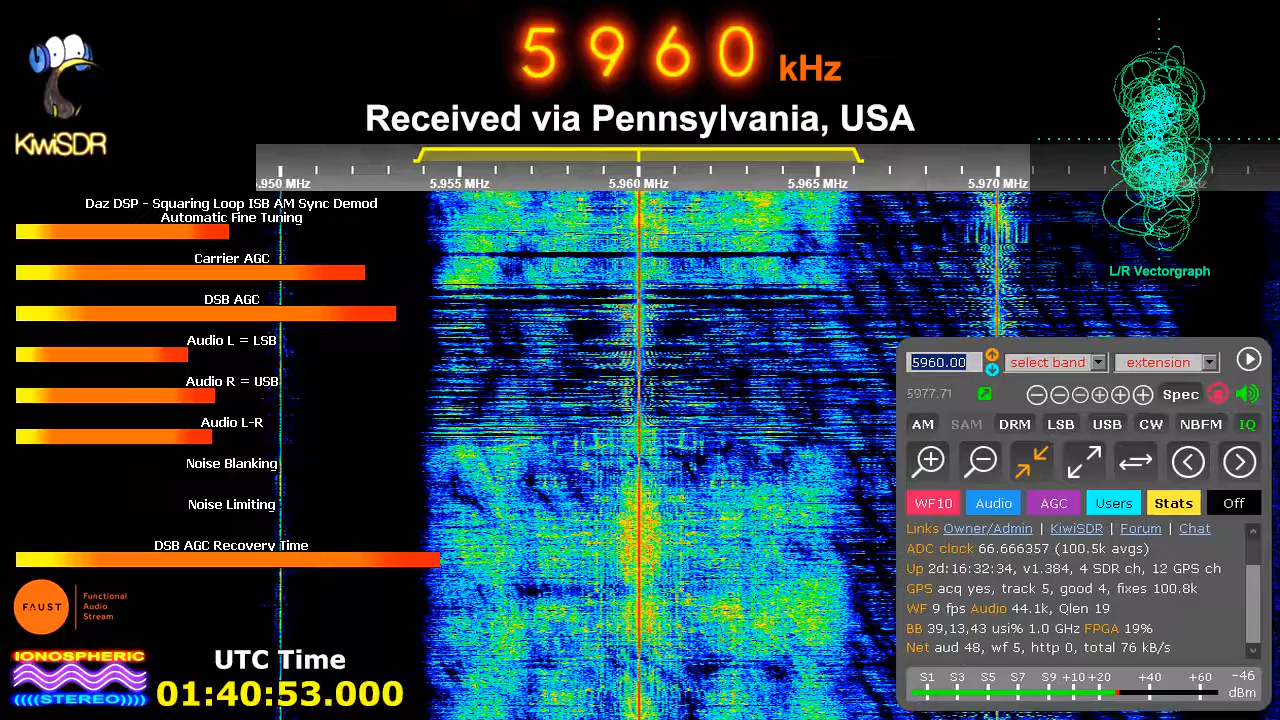 5960 kHz
Received via Pennsylvania, USA
KiwiSDR
5.950 MHz 5.955 MHz 5.960 MHz 5.965 MHz 5.970 MHz
Daz DSP - Squaring Loop ISB AM Sync Demod
Automatic Fine Tuning
Carrier AGC
DSB AGC
Audio L = LSB
Audio R = USB
Audio L-R
Noise Blanking
Noise Limiting
DSB AGC Recovery Time
FAUST
Functional
Audio
Stream
IONOSPHERIC
((((STEREO))))
UTC Time
01:40:53.000
L/R Vectorgraph
5960.00 select band extension
5977.71 Spec
AM SAM DRM LSB USB CW NBFM IQ
WF10 Audio AGC Users Stats Off
Links Owner/Admin | KiwiSDR | Forum | Chat
ADC clock 66.666357 (100.5k avgs)
Up 2d:16:32:34, v1.384, 4 SDR ch, 12 GPS ch
GPS acq yes, track 5, good 4, fixes 100.8k
WF 9 fps Audio 44.1k, Qlen 19
BB 39,13,43 usi% 1.0 GHz FPGA 19%
Net aud 48, wf 5, http 0, total 76 kB/s
S1 S3 S5 S7 S9 +10 +20 +40 +60 -46
dBm